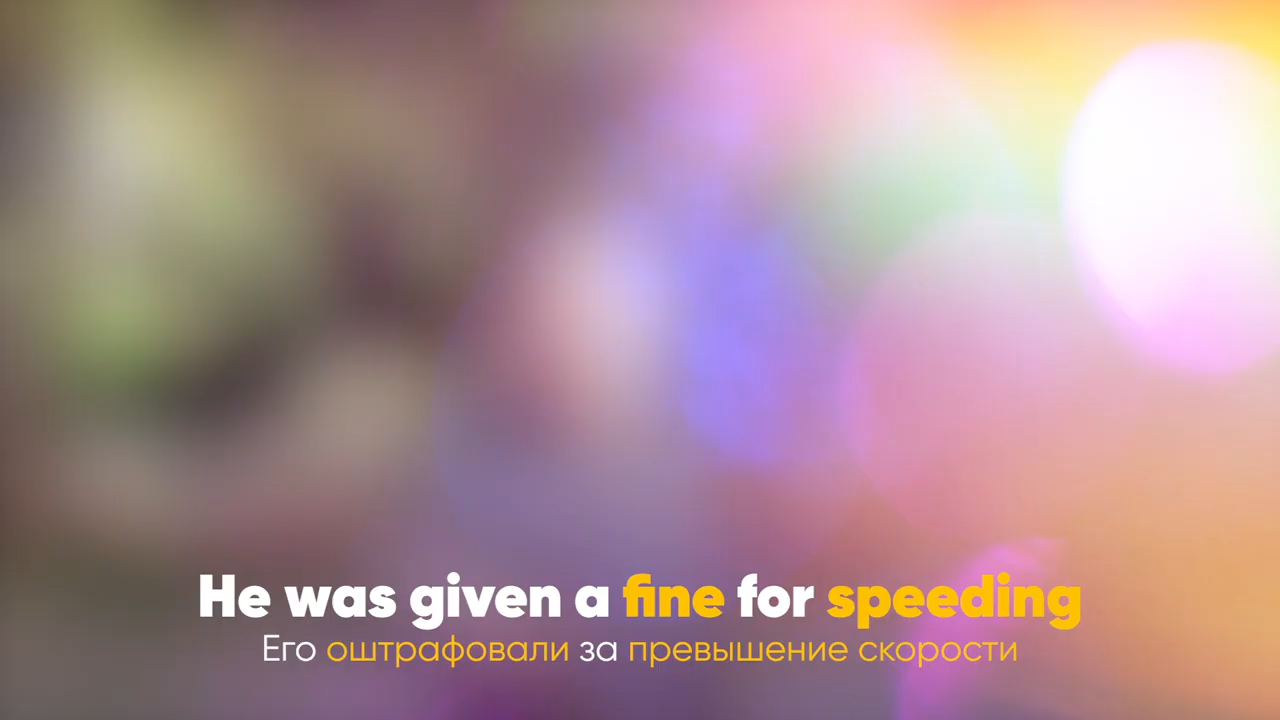 He was given a fine for speeding
Его оштрафовали за превышение скорости